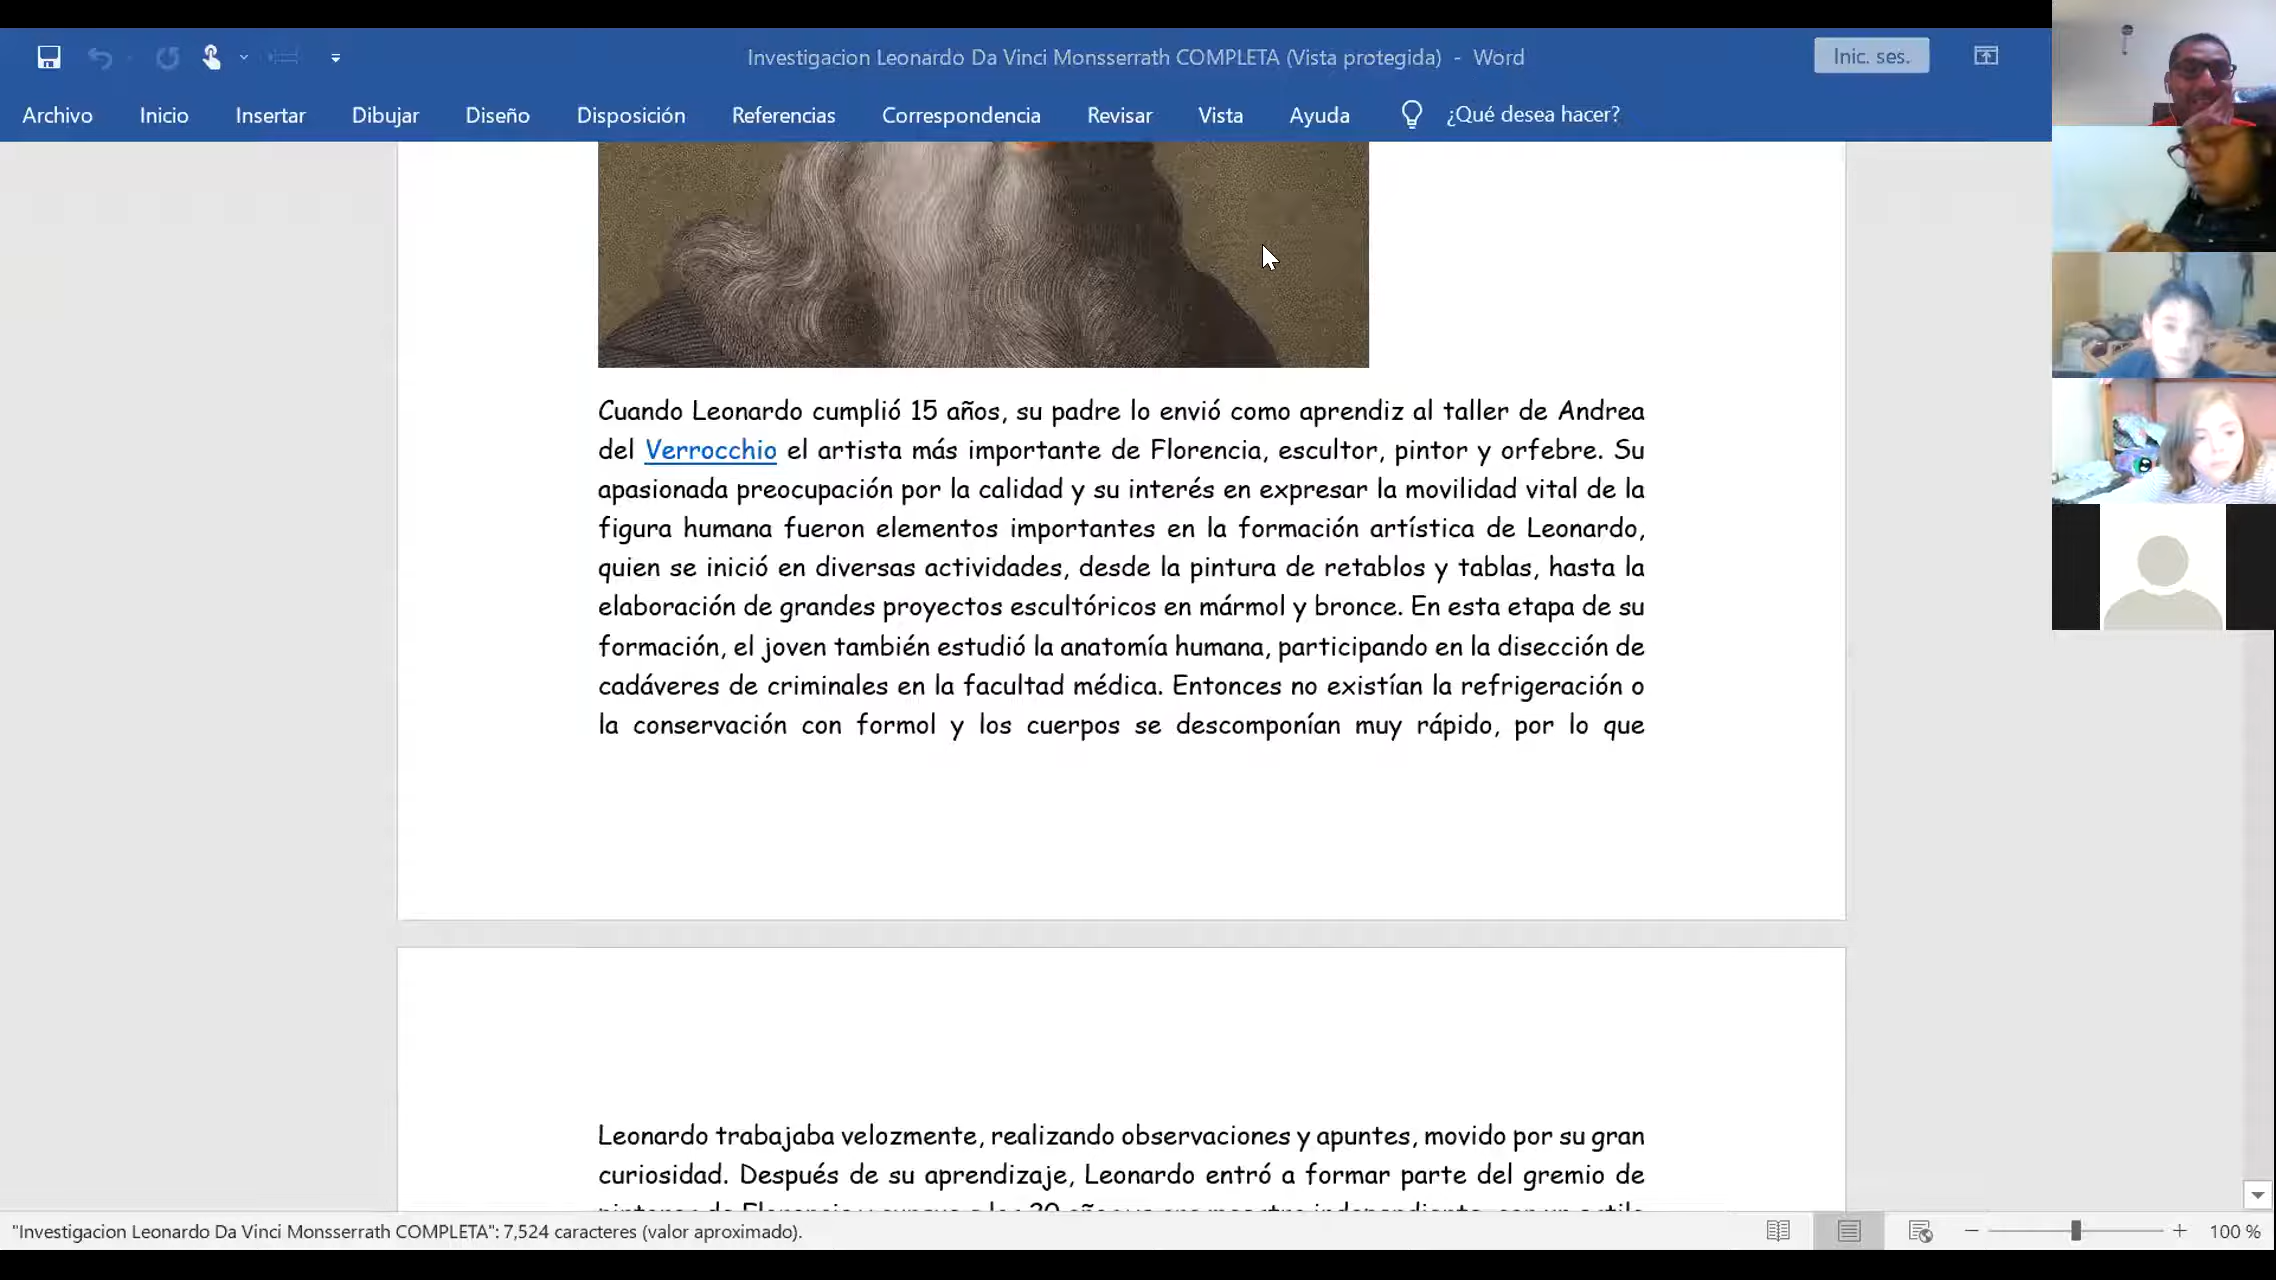 Investigacion Leonardo Da Vinci Monsserrath COMPLETA (Vista protegida) - Word
Inic. ses.
Archivo Inicio Insertar Dibujar Diseño Disposición Referencias Correspondencia Revisar Vista Ayuda ¿Qué desea hacer?
Cuando Leonardo cumplió 15 años, su padre lo envió como aprendiz al taller de Andrea
del Verrocchio el artista más importante de Florencia, escultor, pintor y orfebre. Su
apasionada preocupación por la calidad y su interés en expresar la movilidad vital de la
figura humana fueron elementos importantes en la formación artística de Leonardo,
quien se inició en diversas actividades, desde la pintura de retablos y tablas, hasta la
elaboración de grandes proyectos escultóricos en mármol y bronce. En esta etapa de su
formación, el joven también estudió la anatomía humana, participando en la disección de
cadáveres de criminales en la facultad médica. Entonces no existían la refrigeración o
la conservación con formol y los cuerpos se descomponían muy rápido, por lo que
Leonardo trabajaba velozmente, realizando observaciones y apuntes, movido por su gran
curiosidad. Después de su aprendizaje, Leonardo entró a formar parte del gremio de
"Investigacion Leonardo Da Vinci Monsserrath COMPLETA": 7,524 caracteres (valor aproximado).
100 %